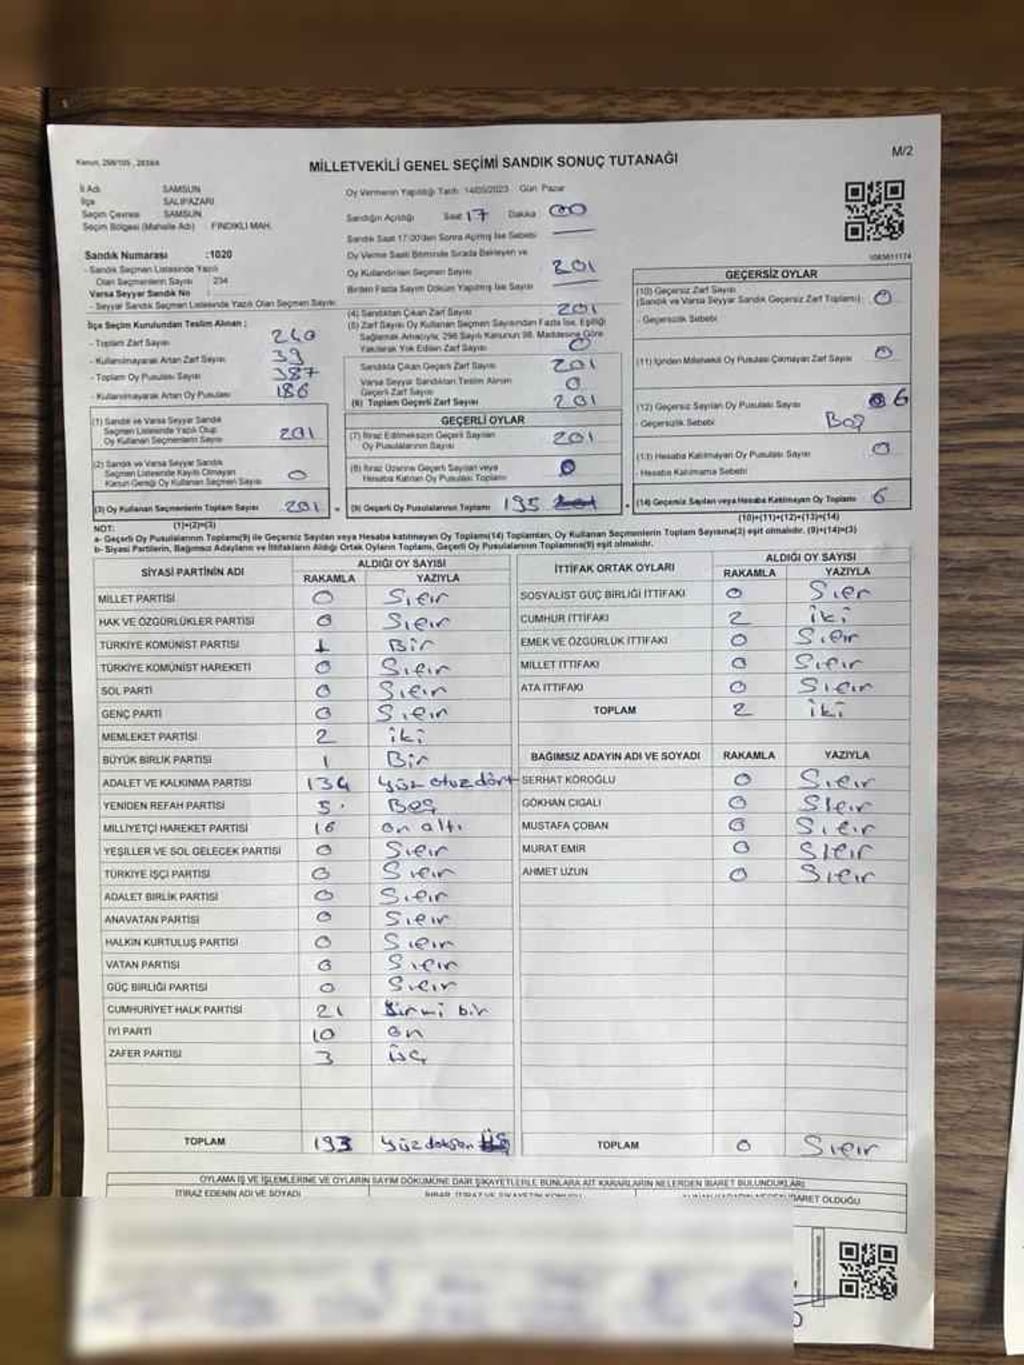 Kanun, 298/105, 2839/4
MİLLETVEKİLİ GENEL SEÇİMİ SANDIK SONUÇ TUTANAĞI
M/2
İl Adı SAMSUN
İlçe SALIPAZARI
Seçim Çevresi SAMSUN
Seçim Bölgesi (Mahalle Adı) : FINDIKLI MAH.
Sandık Numarası :1020
- Sandık Seçmen Listesinde Yazılı
Olan Seçmenlerin Sayısı : 234
Varsa Seyyar Sandık No
- Seyyar Sandık Seçmen Listesinde Yazılı Olan Seçmen Sayısı:
İlçe Seçim Kurulundan Teslim Alınan :
- Toplam Zarf Sayısı 240
- Kullanılmayarak Artan Zarf Sayısı 39
- Toplam Oy Pusulası Sayısı 387
- Kullanılmayarak Artan Oy Pusulası 186
(1) Sandık ve Varsa Seyyar Sandık
Seçmen Listesinde Yazılı Olup
Oy Kullanan Seçmenlerin Sayısı 201
(2) Sandık ve Varsa Seyyar Sandık
Seçmen Listesinde Kayıtlı Olmayan
Kanun Gereği Oy Kullanan Seçmen Sayısı 0
(3) Oy Kullanan Seçmenlerin Toplam Sayısı 201
(1)+(2)=(3)
Oy Vermenin Yapıldığı Tarih 14/05/2023 Gün Pazar
Sandığın Açıldığı Saat 17 Dakika 00
Sandık Saat 17:00'den Sonra Açılmış İse Sebebi
Oy Verme Saati Bitiminde Sırada Bekleyen ve
Oy Kullandırılan Seçmen Sayısı 201
Birden Fazla Sayım Döküm Yapılmış İse Sayısı
(4) Sandıktan Çıkan Zarf Sayısı 201
(5) Zarf Sayısı Oy Kullanan Seçmen Sayısından Fazla İse, Eşitliği
Sağlamak Amacıyla, 298 Sayılı Kanunun 98. Maddesine Göre
Yakılarak Yok Edilen Zarf Sayısı 0
Sandıkta Çıkan Geçerli Zarf Sayısı 201
Varsa Seyyar Sandıktan Teslim Alınan
Geçerli Zarf Sayısı 0
(6) Toplam Geçerli Zarf Sayısı 201
GEÇERLİ OYLAR
(7) İtiraz Edilmeksizin Geçerli Sayılan
Oy Pusulalarının Sayısı 201
(8) İtiraz Üzerine Geçerli Sayılan veya
Hesaba Katılan Oy Pusulası Toplamı 0
(9) Geçerli Oy Pusulalarının Toplamı 195
1083611174
GEÇERSİZ OYLAR
(10) Geçersiz Zarf Sayısı
(Sandık ve Varsa Seyyar Sandık Geçersiz Zarf Toplamı) 0
- Geçersizlik Sebebi
(11) İçinden Milletvekili Oy Pusulası Çıkmayan Zarf Sayısı 0
(12) Geçersiz Sayılan Oy Pusulası Sayısı 6
- Geçersizlik Sebebi Boş
(13) Hesaba Katılmayan Oy Pusulası Sayısı 0
- Hesaba Katılmama Sebebi
(14) Geçersiz Sayılan veya Hesaba Katılmayan Oy Toplamı 6
(10)+(11)+(12)+(13)=(14)
NOT:
a- Geçerli Oy Pusulalarının Toplamı(9) ile Geçersiz Sayılan veya Hesaba katılmayan Oy Toplamı(14) Toplamları, Oy Kullanan Seçmenlerin Toplam Sayısına(3) eşit olmalıdır. (9)+(14)=(3)
b- Siyasi Partilerin, Bağımsız Adayların ve İttifakların Aldığı Ortak Oyların Toplamı, Geçerli Oy Pusulalarının Toplamına(9) eşit olmalıdır.
SİYASİ PARTİNİN ADI ALDIĞI OY SAYISI
RAKAMLA YAZIYLA
MİLLET PARTİSİ 0 Sıfır
HAK VE ÖZGÜRLÜKLER PARTİSİ 0 Sıfır
TÜRKİYE KOMÜNİST PARTİSİ 1 Bir
TÜRKİYE KOMÜNİST HAREKETİ 0 Sıfır
SOL PARTİ 0 Sıfır
GENÇ PARTİ 0 Sıfır
MEMLEKET PARTİSİ 2 iki
BÜYÜK BİRLİK PARTİSİ 1 Bir
ADALET VE KALKINMA PARTİSİ 134 Yüz otuz dört
YENİDEN REFAH PARTİSİ 5 Beş
MİLLİYETÇİ HAREKET PARTİSİ 16 on altı
YEŞİLLER VE SOL GELECEK PARTİSİ 0 Sıfır
TÜRKİYE İŞÇİ PARTİSİ 0 Sıfır
ADALET BİRLİK PARTİSİ 0 Sıfır
ANAVATAN PARTİSİ 0 Sıfır
HALKIN KURTULUŞ PARTİSİ 0 Sıfır
VATAN PARTİSİ 0 Sıfır
GÜÇ BİRLİĞİ PARTİSİ 0 Sıfır
CUMHURİYET HALK PARTİSİ 21 Yirmi bir
İYİ PARTİ 10 on
ZAFER PARTİSİ 3 üç
TOPLAM 193 Yüz doksan üç
İTTİFAK ORTAK OYLARI ALDIĞI OY SAYISI
RAKAMLA YAZIYLA
SOSYALİST GÜÇ BİRLİĞİ İTTİFAKI 0 Sıfır
CUMHUR İTTİFAKI 2 iki
EMEK VE ÖZGÜRLÜK İTTİFAKI 0 Sıfır
MİLLET İTTİFAKI 0 Sıfır
ATA İTTİFAKI 0 Sıfır
TOPLAM 2 iki
BAĞIMSIZ ADAYIN ADI VE SOYADI RAKAMLA YAZIYLA
SERHAT KÖROĞLU 0 Sıfır
GÖKHAN CIGALI 0 Sıfır
MUSTAFA ÇOBAN 0 Sıfır
MURAT EMİR 0 Sıfır
AHMET UZUN 0 Sıfır
TOPLAM 0 Sıfır
OYLAMA İŞ VE İŞLEMLERİNE VE OYLARIN SAYIM DÖKÜMÜNE DAİR ŞİKAYETLERLE BUNLARA AİT KARARLARIN NELERDEN İBARET BULUNDUKLARI
İTİRAZ EDENİN ADI VE SOYADI